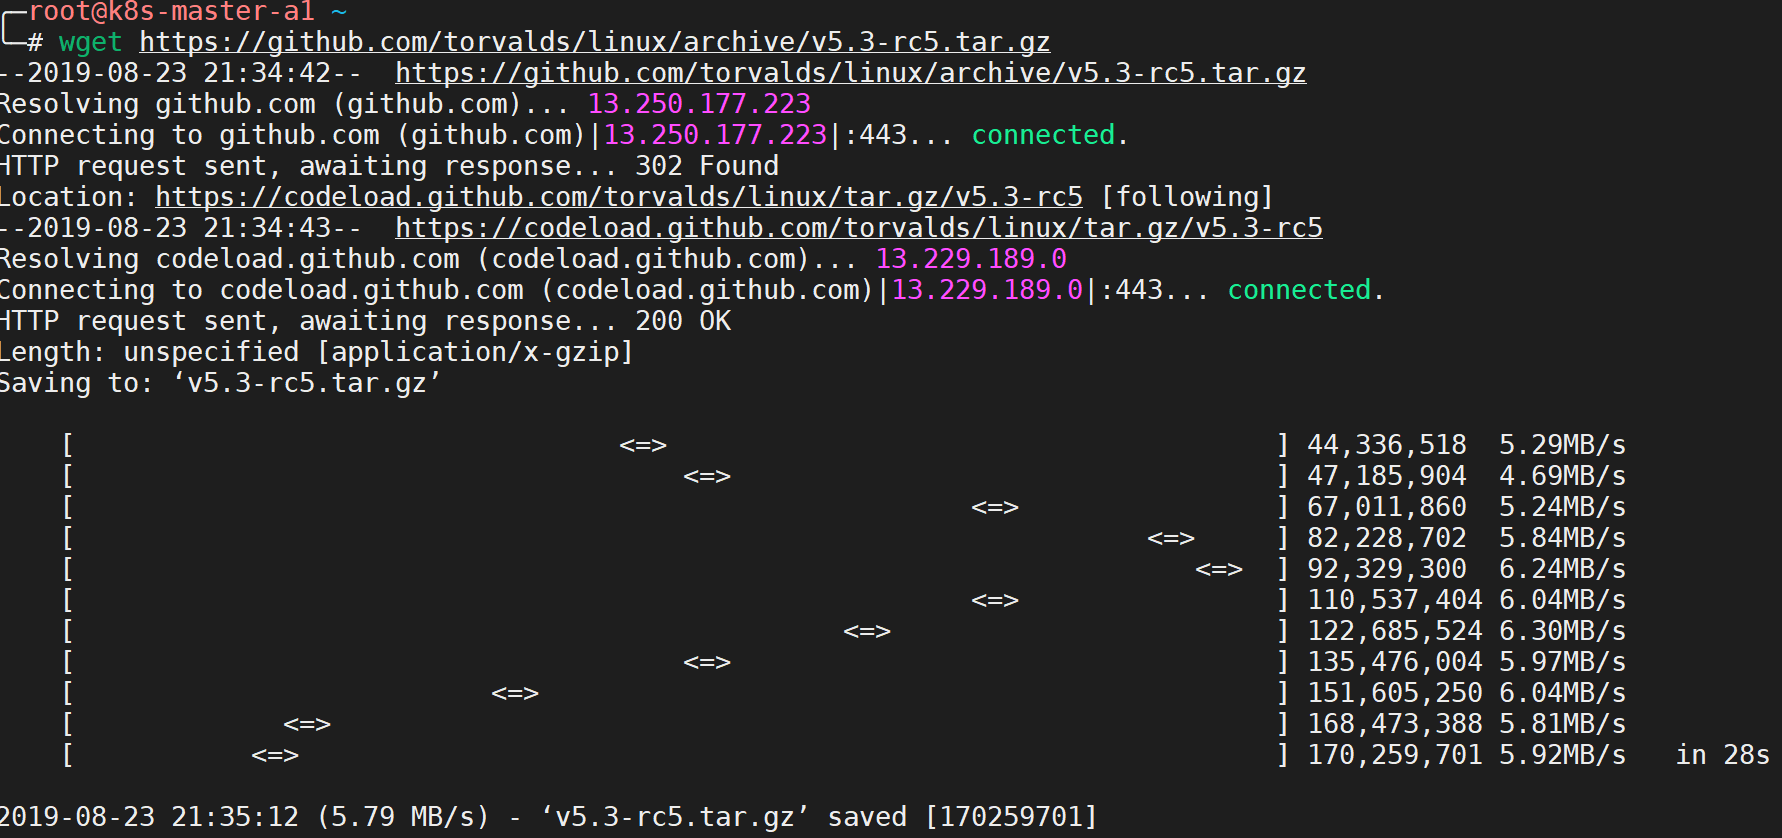 ╭─root@k8s-master-a1 ~
╰─# wget https://github.com/torvalds/linux/archive/v5.3-rc5.tar.gz
--2019-08-23 21:34:42--  https://github.com/torvalds/linux/archive/v5.3-rc5.tar.gz
Resolving github.com (github.com)... 13.250.177.223
Connecting to github.com (github.com)|13.250.177.223|:443... connected.
HTTP request sent, awaiting response... 302 Found
Location: https://codeload.github.com/torvalds/linux/tar.gz/v5.3-rc5 [following]
--2019-08-23 21:34:43--  https://codeload.github.com/torvalds/linux/tar.gz/v5.3-rc5
Resolving codeload.github.com (codeload.github.com)... 13.229.189.0
Connecting to codeload.github.com (codeload.github.com)|13.229.189.0|:443... connected.
HTTP request sent, awaiting response... 200 OK
Length: unspecified [application/x-gzip]
Saving to: ‘v5.3-rc5.tar.gz’
[ <=> ] 44,336,518 5.29MB/s
[ <=> ] 47,185,904 4.69MB/s
[ <=> ] 67,011,860 5.24MB/s
[ <=> ] 82,228,702 5.84MB/s
[ <=> ] 92,329,300 6.24MB/s
[ <=> ] 110,537,404 6.04MB/s
[ <=> ] 122,685,524 6.30MB/s
[ <=> ] 135,476,004 5.97MB/s
[ <=> ] 151,605,250 6.04MB/s
[ <=> ] 168,473,388 5.81MB/s
[ <=> ] 170,259,701 5.92MB/s in 28s
2019-08-23 21:35:12 (5.79 MB/s) - ‘v5.3-rc5.tar.gz’ saved [170259701]